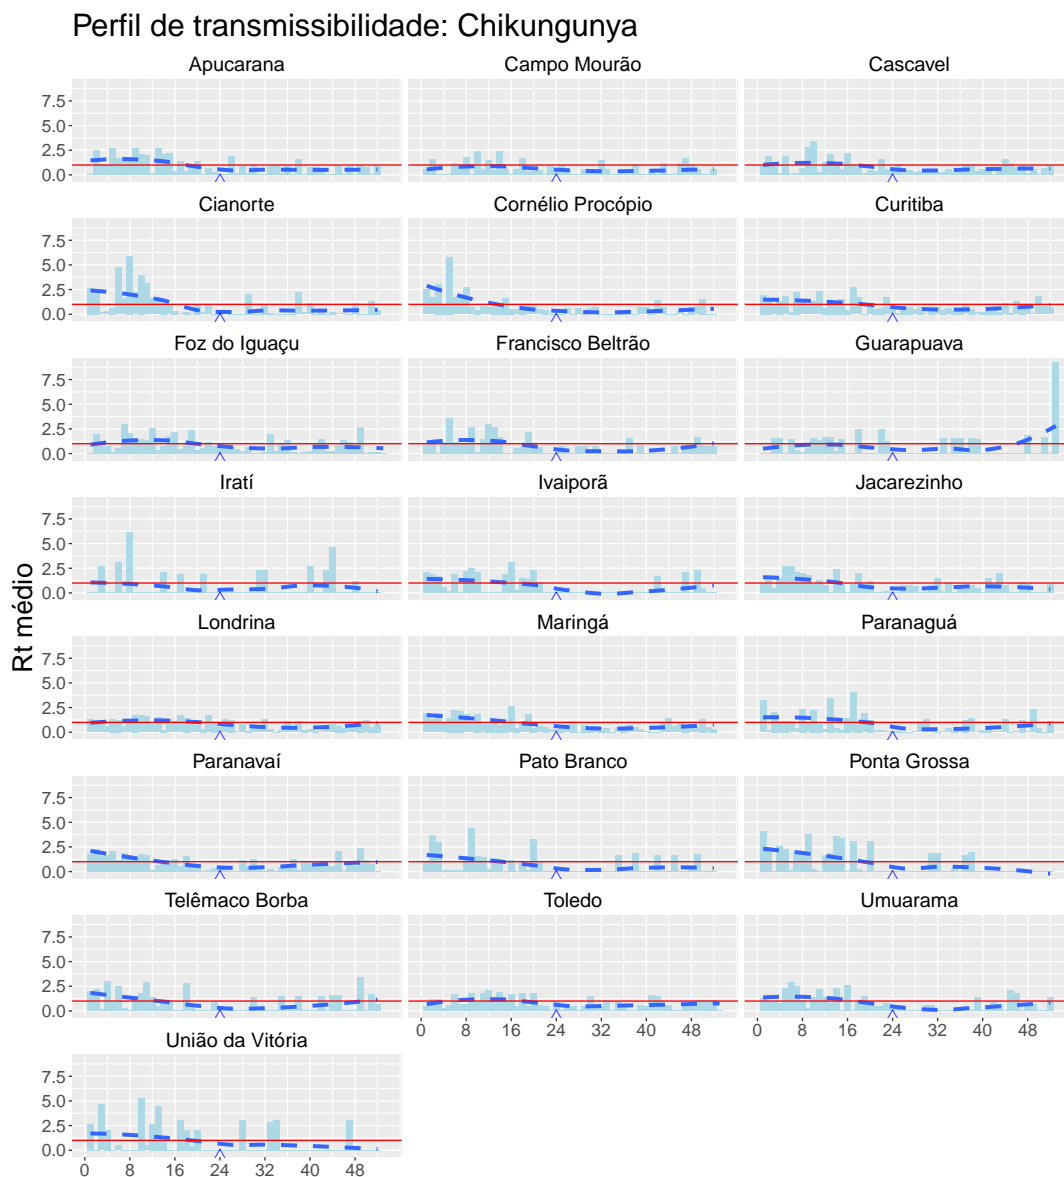 Perfil de transmissibilidade: Chikungunya
Apucarana Campo Mourão Cascavel
7.5
5.0
2.5
0.0
Cianorte Cornélio Procópio Curitiba
7.5
5.0
2.5
0.0
Foz do Iguaçu Francisco Beltrão Guarapuava
7.5
5.0
2.5
0.0
Iratí Ivaiporã Jacarezinho
7.5
5.0
2.5
0.0
Rt médio
Londrina Maringá Paranaguá
7.5
5.0
2.5
0.0
Paranavaí Pato Branco Ponta Grossa
7.5
5.0
2.5
0.0
Telêmaco Borba Toledo Umuarama
7.5
5.0
2.5
0.0
0 8 16 24 32 40 48 0 8 16 24 32 40 48
União da Vitória
7.5
5.0
2.5
0.0
0 8 16 24 32 40 48